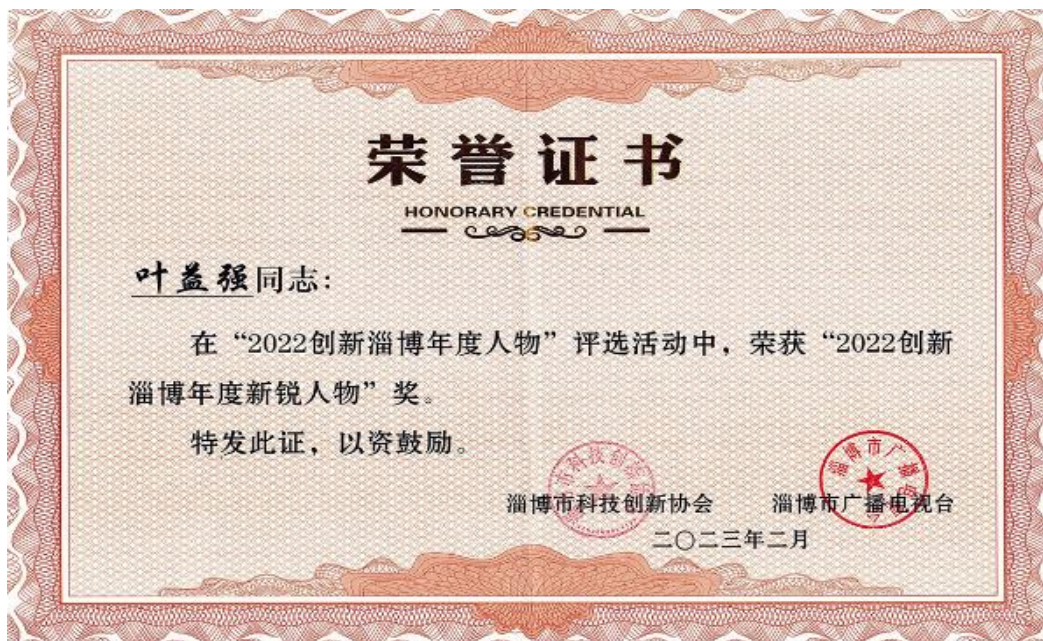 荣誉证书
HONORARY CREDENTIAL
叶益强同志:
在“2022创新淄博年度人物”评选活动中，荣获“2022创新
淄博年度新锐人物”奖。
特发此证，以资鼓励。
淄博市科技创新协会 淄博市广播电视台
二〇二三年二月